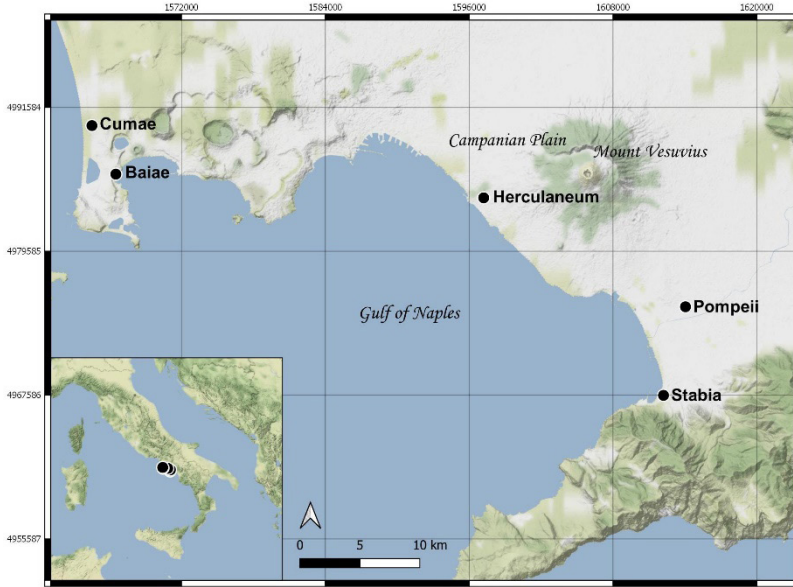 1572000 1584000 1596000 1608000 1620000
4991584
Cumae
Campanian Plain
Mount Vesuvius
Baiae
Herculaneum
4979585
Gulf of Naples
Pompeii
4967586
Stabia
4955587
0 5 10 km